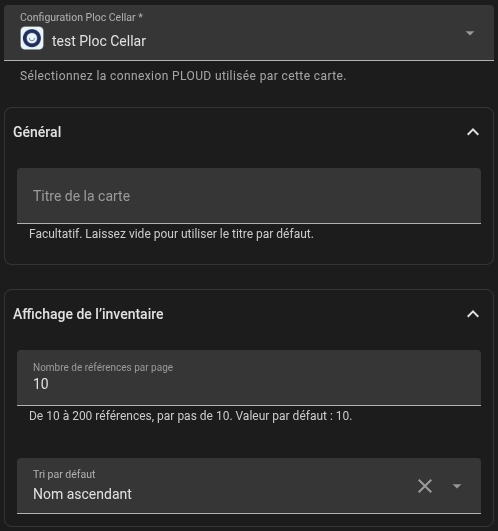 Configuration Ploc Cellar *
test Ploc Cellar
Sélectionnez la connexion PLOUD utilisée par cette carte.
Général
Titre de la carte
Facultatif. Laissez vide pour utiliser le titre par défaut.
Affichage de l’inventaire
Nombre de références par page
10
De 10 à 200 références, par pas de 10. Valeur par défaut : 10.
Tri par défaut
Nom ascendant